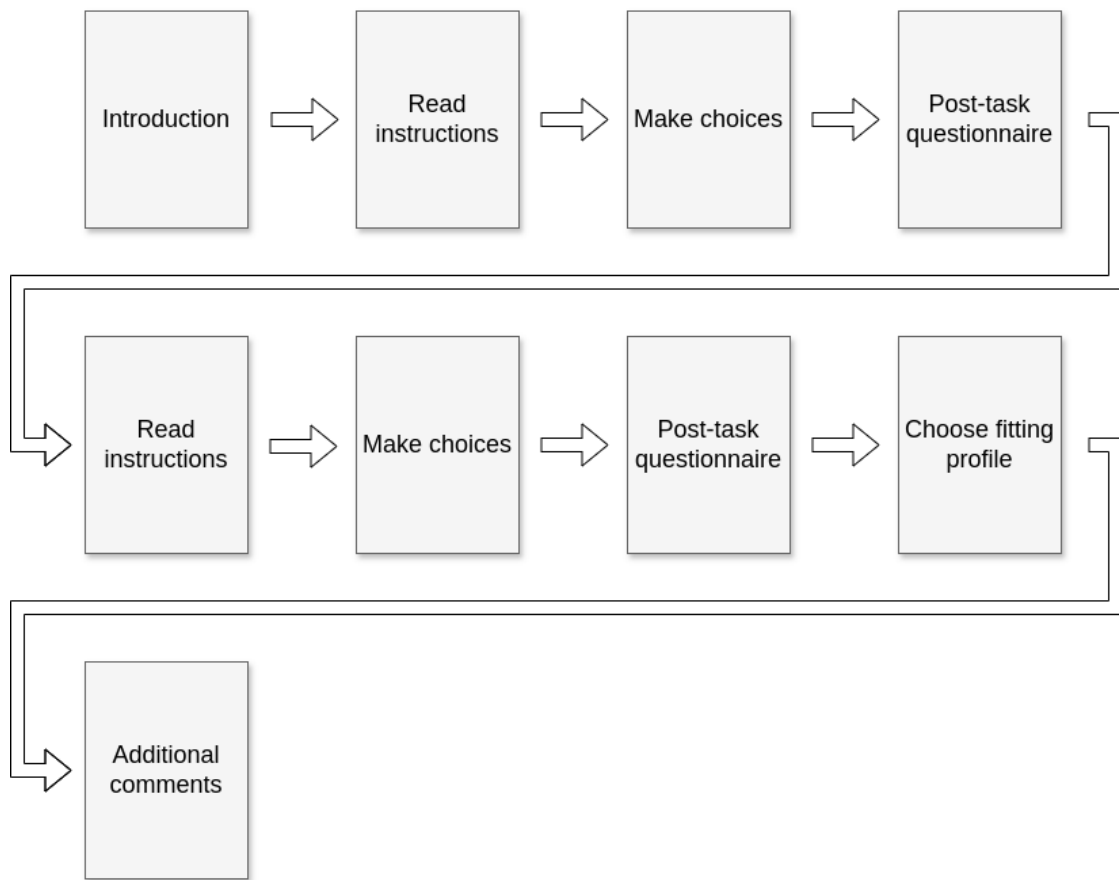 Introduction
Read
instructions
Make choices
Post-task
questionnaire
Read
instructions
Make choices
Post-task
questionnaire
Choose fitting
profile
Additional
comments